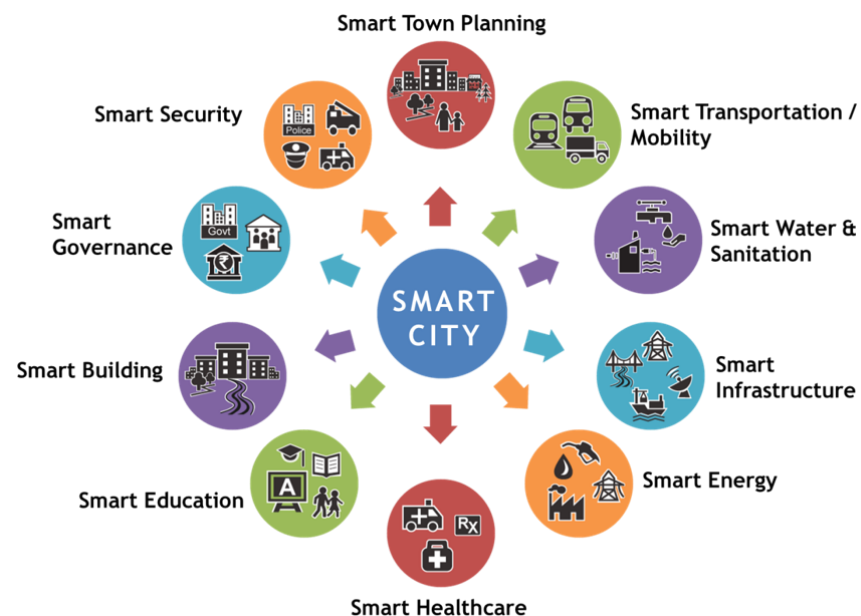 Smart Town Planning
Smart Transportation /
Mobility
Smart Water &
Sanitation
Smart
Infrastructure
Smart Energy
Smart Healthcare
Rx
Smart Education
A
Smart Building
Smart
Governance
Govt
₹
Smart Security
Police
SMART
CITY